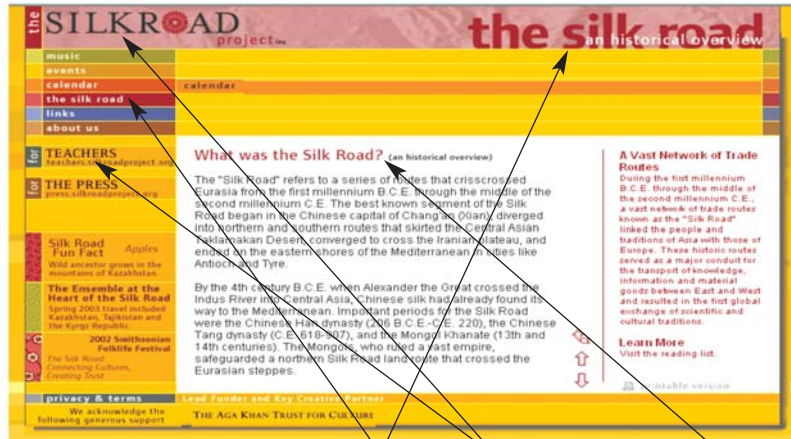 the SILKROAD
project inc.
the silk road
an historical overview
music
events
calendar
calendar
the silk road
links
about us
for TEACHERS
teachers.silkroadproject.org
for THE PRESS
press.silkroadproject.org
Silk Road
Fun Fact Apples
Wild ancestor grows in the
mountains of Kazakhstan.
The Ensemble at the
Heart of the Silk Road
Spring 2003 travel included
Kazakhstan, Tajikistan and
the Kyrgz Republic.
2002 Smithsonian
Folklife Festival
The Silk Road:
Connecting Cultures,
Creating Trust
What was the Silk Road? (an historical overview)
The "Silk Road" refers to a series of routes that crisscrossed
Eurasia from the first millennium B.C.E. through the middle of the
second millennium C.E. The best known segment of the Silk
Road began in the Chinese capital of Chang'an (Xian), diverged
into northern and southern routes that skirted the Central Asian
Taklamakan Desert, converged to cross the Iranian plateau, and
ended on the eastern shores of the Mediterranean in cities like
Antioch and Tyre.
By the 4th century B.C.E. when Alexander the Great crossed the
Indus River into Central Asia, Chinese silk had already found its
way to the Mediterranean. Important periods for the Silk Road
were the Chinese Han dynasty (206 B.C.E.-C.E. 220), the Chinese
Tang dynasty (C.E. 618-907), and the Mongol Khanate (13th and
14th centuries). The Mongols, who ruled a vast empire,
safeguarded a northern Silk Road land route that crossed the
Eurasian steppes.
A Vast Network of Trade
Routes
During the first millennium
B.C.E. through the middle of
the second millennium C.E.,
a vast network of trade routes
known as the "Silk Road"
linked the people and
traditions of Asia with those of
Europe. These historic routes
served as a major conduit for
the transport of knowledge,
information and material
goods between East and West
and resulted in the first global
exchange of scientific and
cultural traditions.
Learn More
Visit the reading list.
printable version
privacy & terms
Lead Funder and Key Creative Partner
We acknowledge the
following generous support
THE AGA KHAN TRUST FOR CULTURE